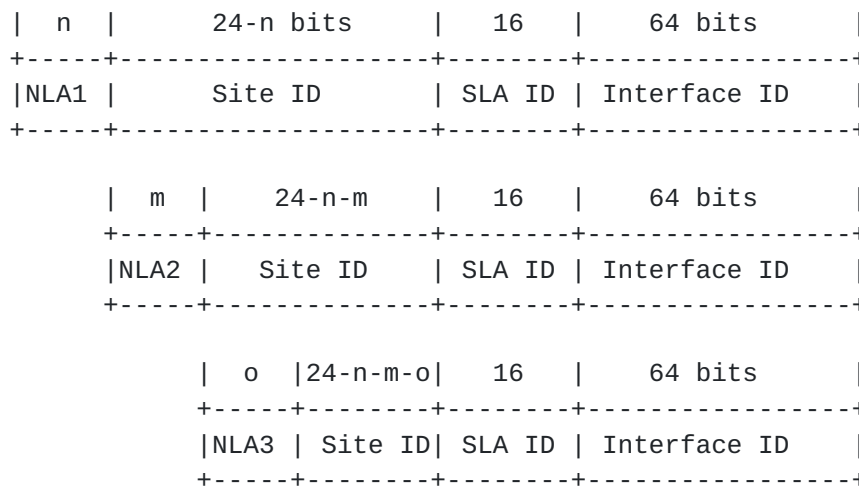 |  n  |      24-n bits     |   16   |    64 bits      |
+-----+--------------------+--------+-----------------+
|NLA1 |      Site ID       | SLA ID | Interface ID    |
+-----+--------------------+--------+-----------------+
|  m  |    24-n-m    |   16   |    64 bits      |
+-----+--------------+--------+-----------------+
|NLA2 |   Site ID    | SLA ID | Interface ID    |
+-----+--------------+--------+-----------------+
|  o  |24-n-m-o|   16   |    64 bits      |
+-----+--------+--------+-----------------+
|NLA3 | Site ID| SLA ID | Interface ID    |
+-----+--------+--------+-----------------+